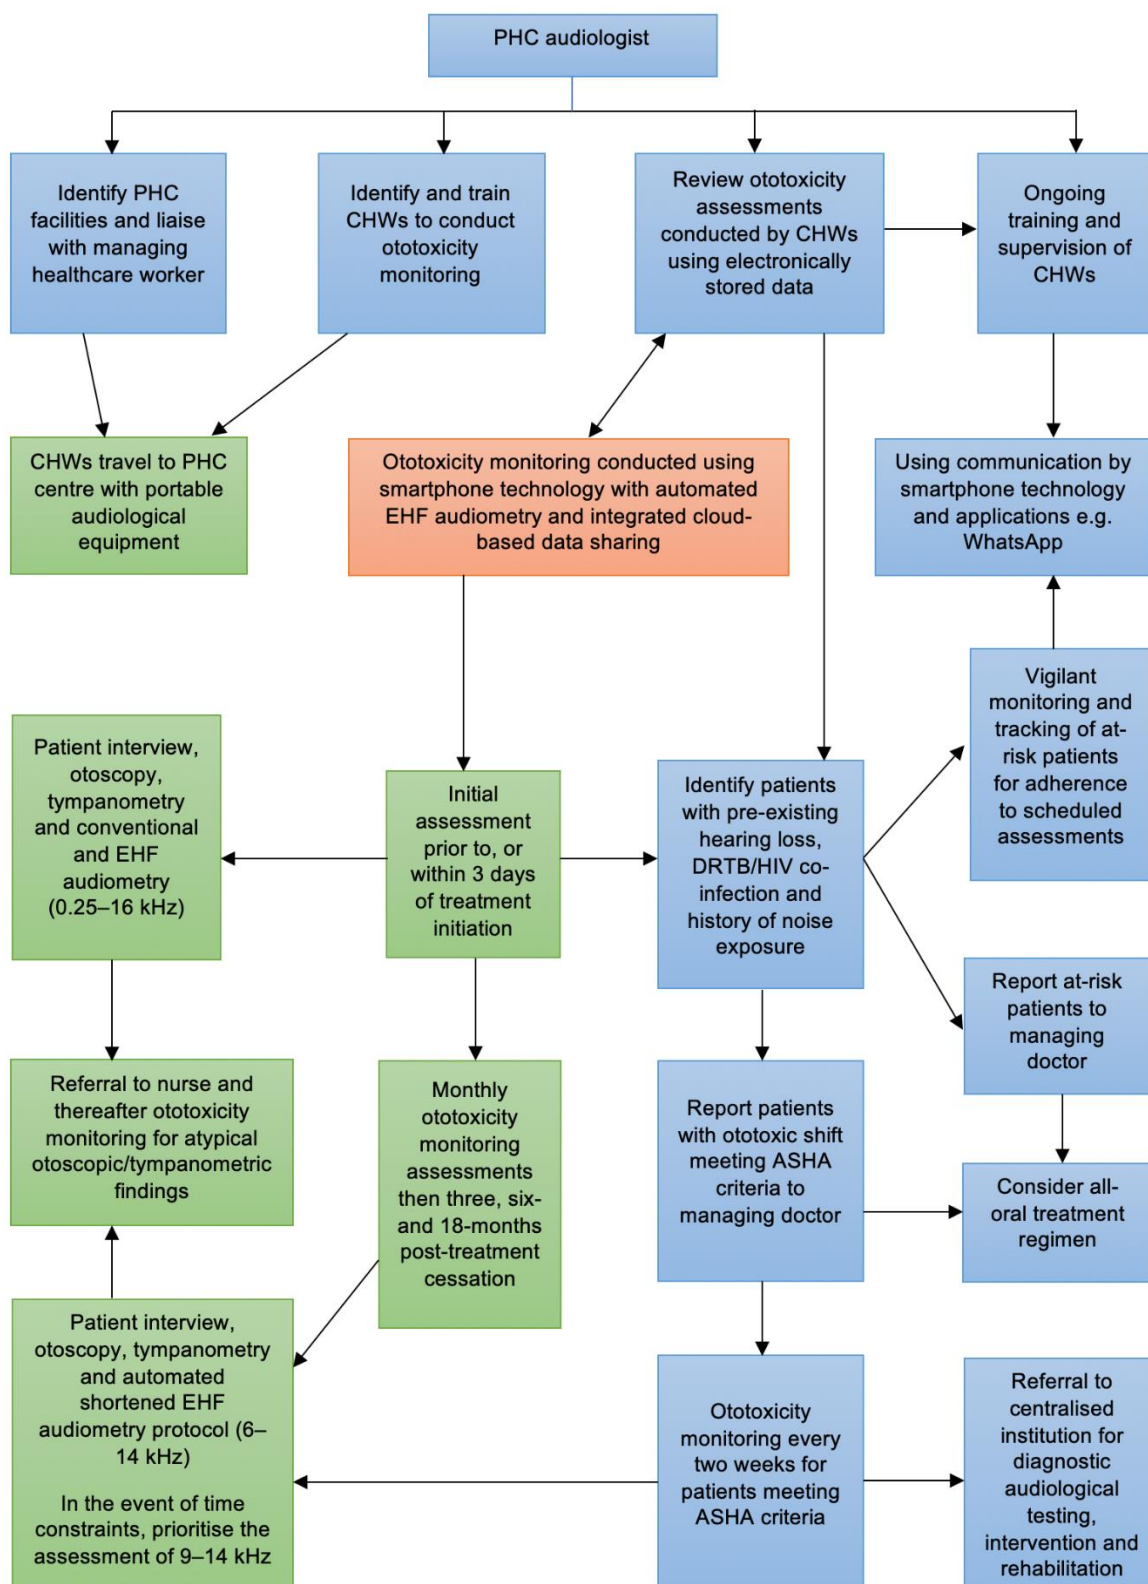 PHC audiologist
Identify PHC
facilities and liaise
with managing
healthcare worker
Identify and train
CHWs to conduct
ototoxicity
monitoring
Review ototoxicity
assessments
conducted by CHWs
using electronically
stored data
Ongoing
training and
supervision of
CHWs
CHWs travel to PHC
centre with portable
audiological
equipment
Ototoxicity monitoring conducted using
smartphone technology with automated
EHF audiometry and integrated cloud-
based data sharing
Using communication by
smartphone technology
and applications e.g.
WhatsApp
Vigilant
monitoring and
tracking of at-
risk patients
for adherence
to scheduled
assessments
Patient interview,
otoscopy,
tympanometry
and conventional
and EHF
audiometry
(0.25–16 kHz)
Initial
assessment
prior to, or
within 3 days
of treatment
initiation
Identify patients
with pre-existing
hearing loss,
DRTB/HIV co-
infection and
history of noise
exposure
Report at-risk
patients to
managing
doctor
Referral to nurse and
thereafter ototoxicity
monitoring for atypical
otoscopic/tympanometric
findings
Monthly
ototoxicity
monitoring
assessments
then three, six-
and 18-months
post-treatment
cessation
Report patients
with ototoxic shift
meeting ASHA
criteria to
managing doctor
Consider all-
oral treatment
regimen
Patient interview,
otoscopy, tympanometry
and automated
shortened EHF
audiometry protocol (6–
14 kHz)
In the event of time
constraints, prioritise the
assessment of 9–14 kHz
Ototoxicity
monitoring every
two weeks for
patients meeting
ASHA criteria
Referral to
centralised
institution for
diagnostic
audiological
testing,
intervention and
rehabilitation